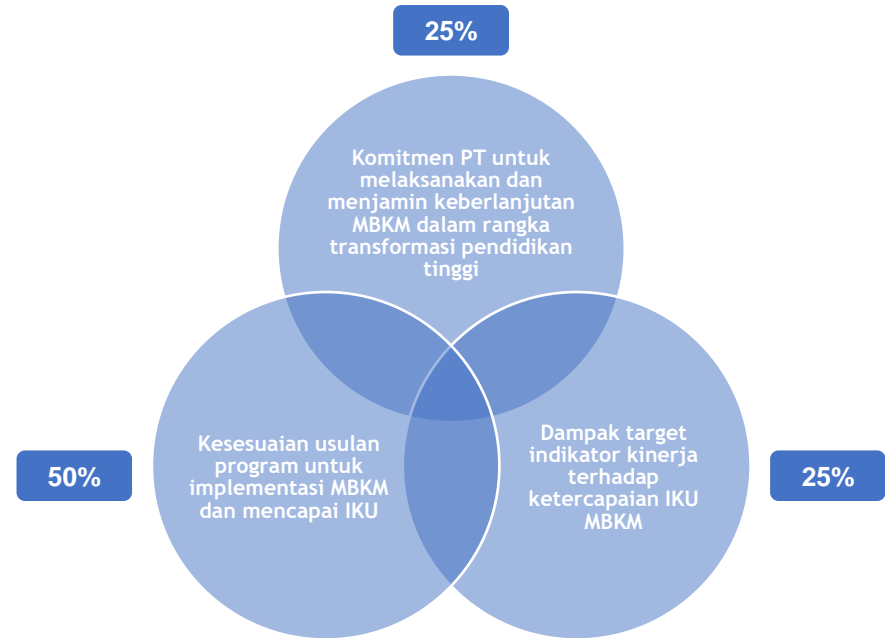 25%
Komitmen PT untuk
melaksanakan dan
menjamin keberlanjutan
MBKM dalam rangka
transformasi pendidikan
tinggi
50%
Kesesuaian usulan
program untuk
implementasi MBKM
dan mencapai IKU
Dampak target
indikator kinerja
terhadap
ketercapaian IKU
MBKM
25%